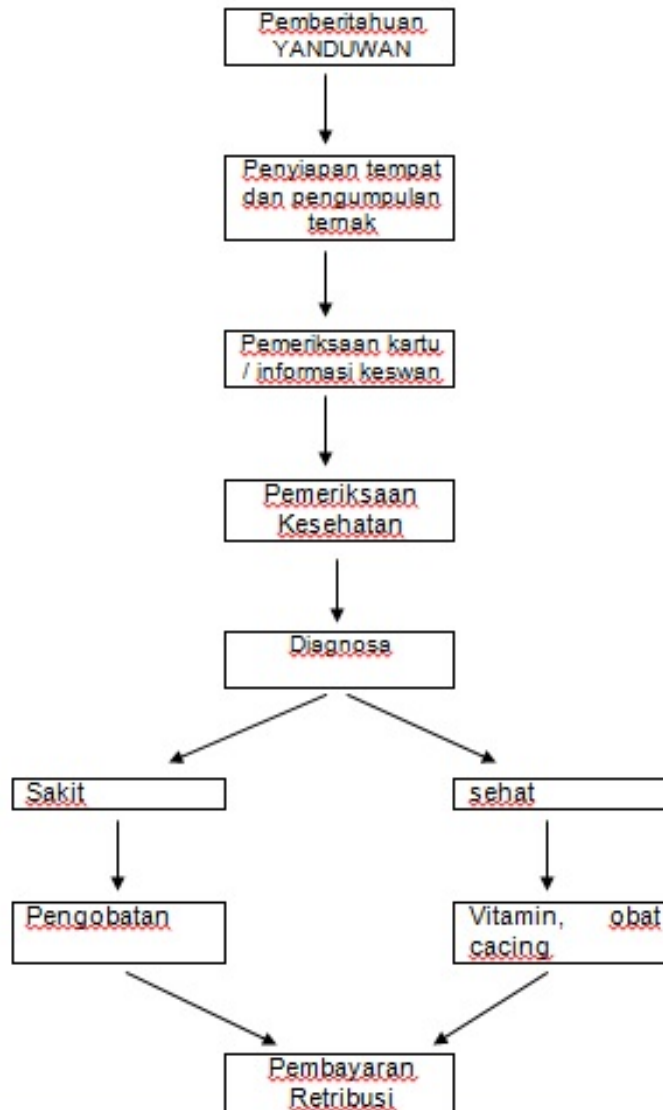 Pemberitahuan
YANDUWAN
Penyiapan tempat
dan pengumpulan
ternak
Pemeriksaan kartu
/ informasi keswan
Pemeriksaan
Kesehatan
Diagnosa
Sakit
sehat
Pengobatan
Vitamin, obat
cacing
Pembayaran
Retribusi